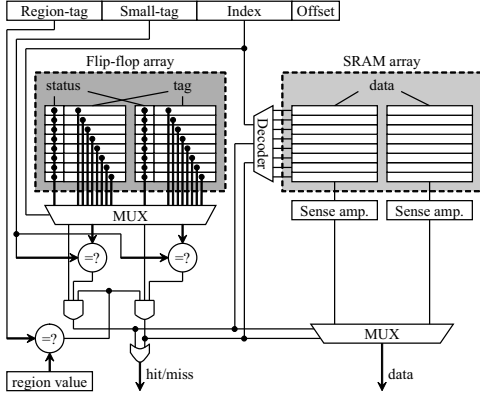 Region-tag Small-tag Index Offset
Flip-flop array SRAM array
status tag data
Decoder
MUX
Sense amp. Sense amp.
=? =?
=?
MUX
region value hit/miss data